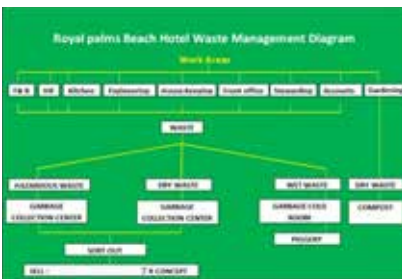 Royal palms Beach Hotel Waste Management Diagram
Work Areas
F& B HR Kitchen Engineering House keeping Front office Stewarding Accounts Gardening
WASTE
HAZARDOUS WASTE DRY WASTE WET WASTE DRY WASTE
GARBAGE COLLECTION CENTER GARBAGE COLLECTION CENTER GARBAGE COLD ROOM COMPOST
PIGGERY
SORT OUT
SELL : 7 R CONCEPT